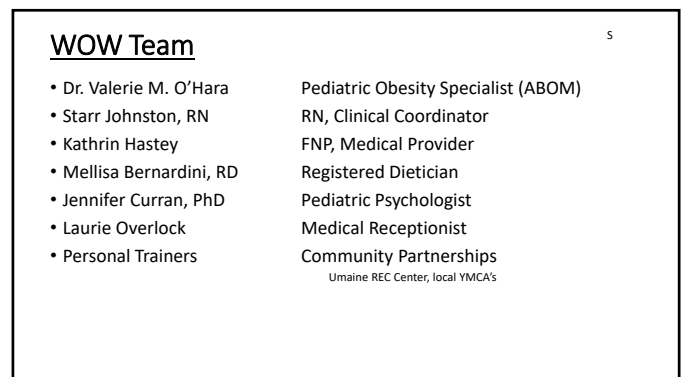 WOW Team
S
• Dr. Valerie M. O’Hara Pediatric Obesity Specialist (ABOM)
• Starr Johnston, RN RN, Clinical Coordinator
• Kathrin Hastey FNP, Medical Provider
• Mellisa Bernardini, RD Registered Dietician
• Jennifer Curran, PhD Pediatric Psychologist
• Laurie Overlock Medical Receptionist
• Personal Trainers Community Partnerships
Umaine REC Center, local YMCA’s